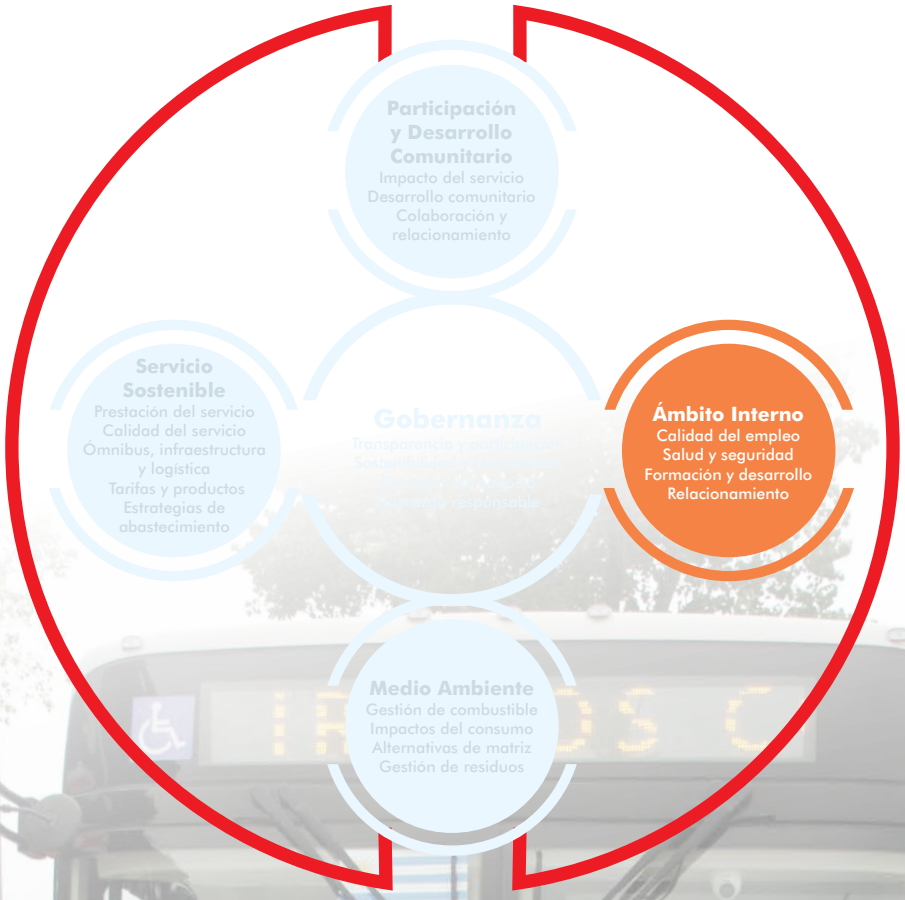 Participación
y Desarrollo
Comunitario
Impacto del servicio
Desarrollo comunitario
Colaboración y
relacionamiento
Servicio
Sostenible
Prestación del servicio
Calidad del servicio
Ómnibus, infraestructura
y logística
Tarifas y productos
Estrategias de
abastecimiento
Gobernanza
Transparencia y
responsable
Ámbito Interno
Calidad del empleo
Salud y seguridad
Formación y desarrollo
Relacionamiento
Medio Ambiente
Gestión de combustible
Impactos del consumo
Alternativas de matriz
Gestión de residuos